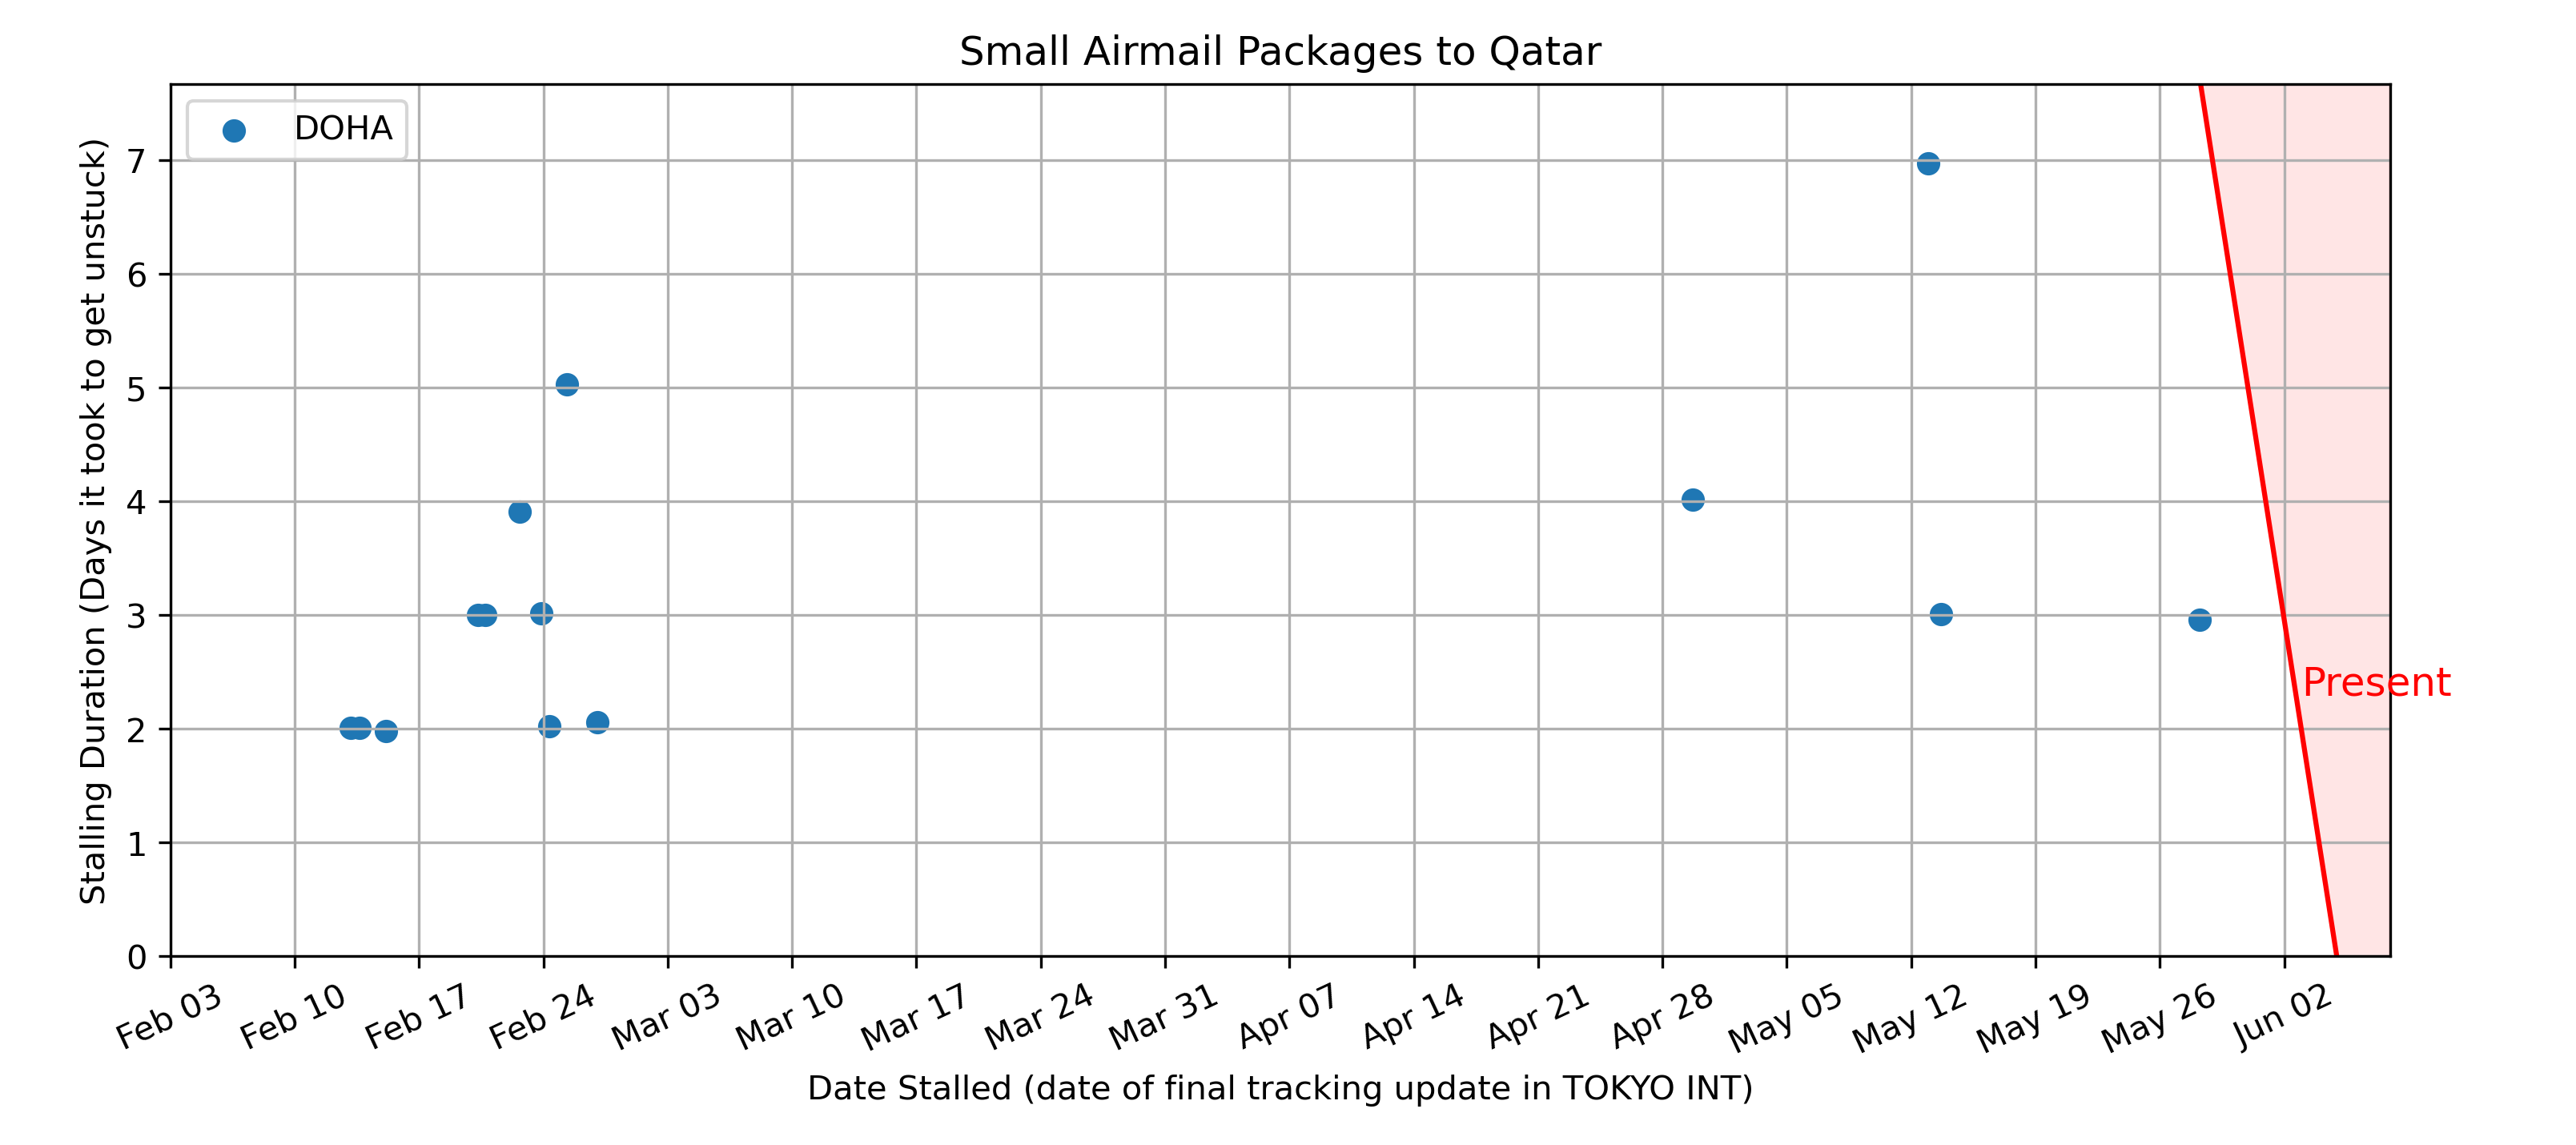 Small Airmail Packages to Qatar
DOHA
Stalling Duration (Days it took to get unstuck)
7
6
5
4
3
2
1
0
Present
Feb 03
Feb 10
Feb 17
Feb 24
Mar 03
Mar 10
Mar 17
Mar 24
Mar 31
Apr 07
Apr 14
Apr 21
Apr 28
May 05
May 12
May 19
May 26
Jun 02
Date Stalled (date of final tracking update in TOKYO INT)